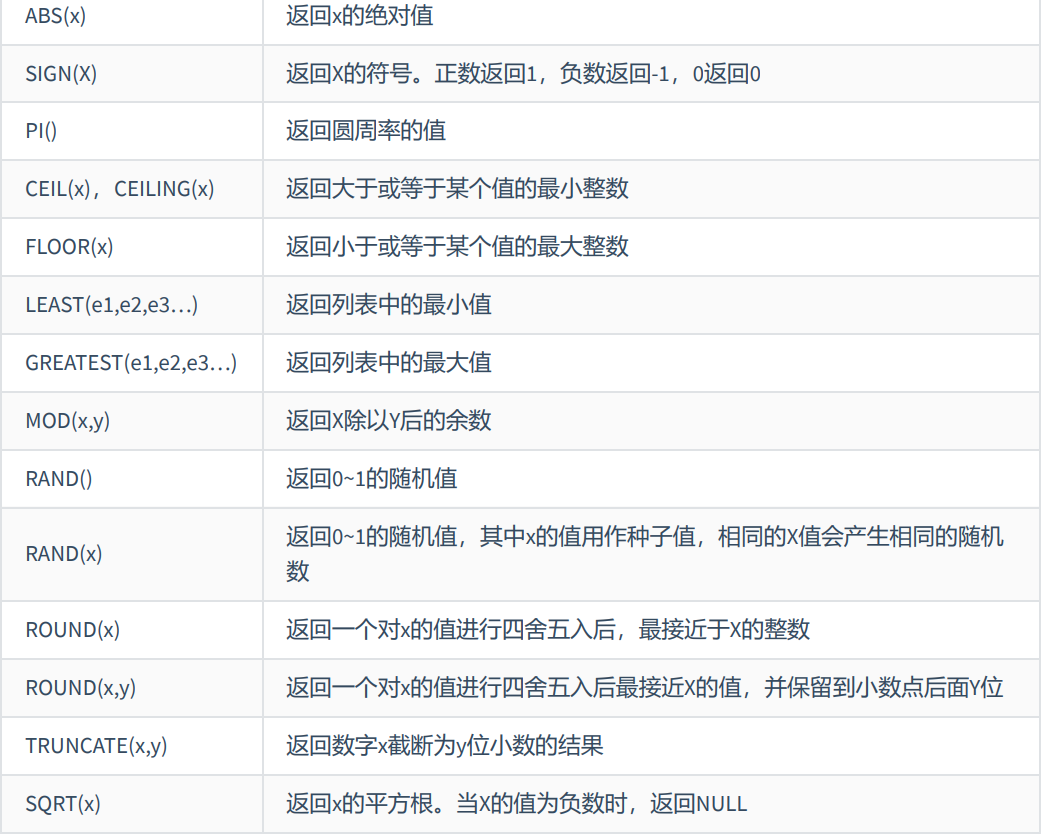 ABS(x) 返回x的绝对值
SIGN(X) 返回X的符号。正数返回1，负数返回-1，0返回0
PI() 返回圆周率的值
CEIL(x)，CEILING(x) 返回大于或等于某个值的最小整数
FLOOR(x) 返回小于或等于某个值的最大整数
LEAST(e1,e2,e3…) 返回列表中的最小值
GREATEST(e1,e2,e3…) 返回列表中的最大值
MOD(x,y) 返回X除以Y后的余数
RAND() 返回0~1的随机值
RAND(x) 返回0~1的随机值，其中x的值用作种子值，相同的X值会产生相同的随机
数
ROUND(x) 返回一个对x的值进行四舍五入后，最接近于X的整数
ROUND(x,y) 返回一个对x的值进行四舍五入后最接近X的值，并保留到小数点后面Y位
TRUNCATE(x,y) 返回数字x截断为y位小数的结果
SQRT(x) 返回x的平方根。当X的值为负数时，返回NULL